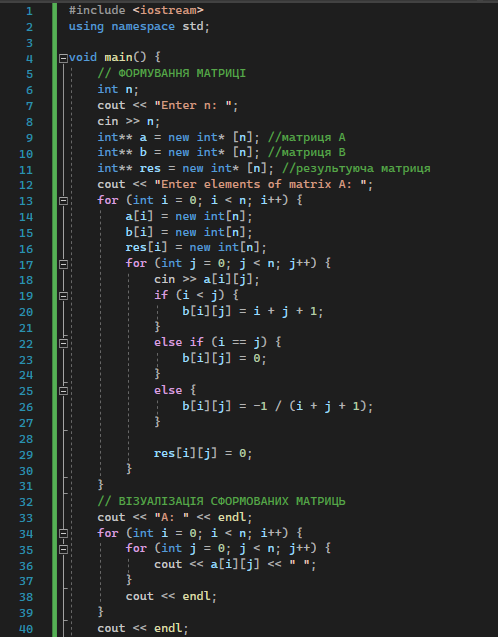 1 #include <iostream>
2 using namespace std;
3
4 void main() {
5 // ФОРМУВАННЯ МАТРИЦІ
6 int n;
7 cout << "Enter n: ";
8 cin >> n;
9 int** a = new int* [n]; //матриця А
10 int** b = new int* [n]; //матриця В
11 int** res = new int* [n]; //результуюча матриця
12 cout << "Enter elements of matrix A: ";
13 for (int i = 0; i < n; i++) {
14 a[i] = new int[n];
15 b[i] = new int[n];
16 res[i] = new int[n];
17 for (int j = 0; j < n; j++) {
18 cin >> a[i][j];
19 if (i < j) {
20 b[i][j] = i + j + 1;
21 }
22 else if (i == j) {
23 b[i][j] = 0;
24 }
25 else {
26 b[i][j] = -1 / (i + j + 1);
27 }
28
29 res[i][j] = 0;
30 }
31 }
32 // ВІЗУАЛІЗАЦІЯ СФОРМОВАНИХ МАТРИЦЬ
33 cout << "A: " << endl;
34 for (int i = 0; i < n; i++) {
35 for (int j = 0; j < n; j++) {
36 cout << a[i][j] << " ";
37 }
38 cout << endl;
39 }
40 cout << endl;